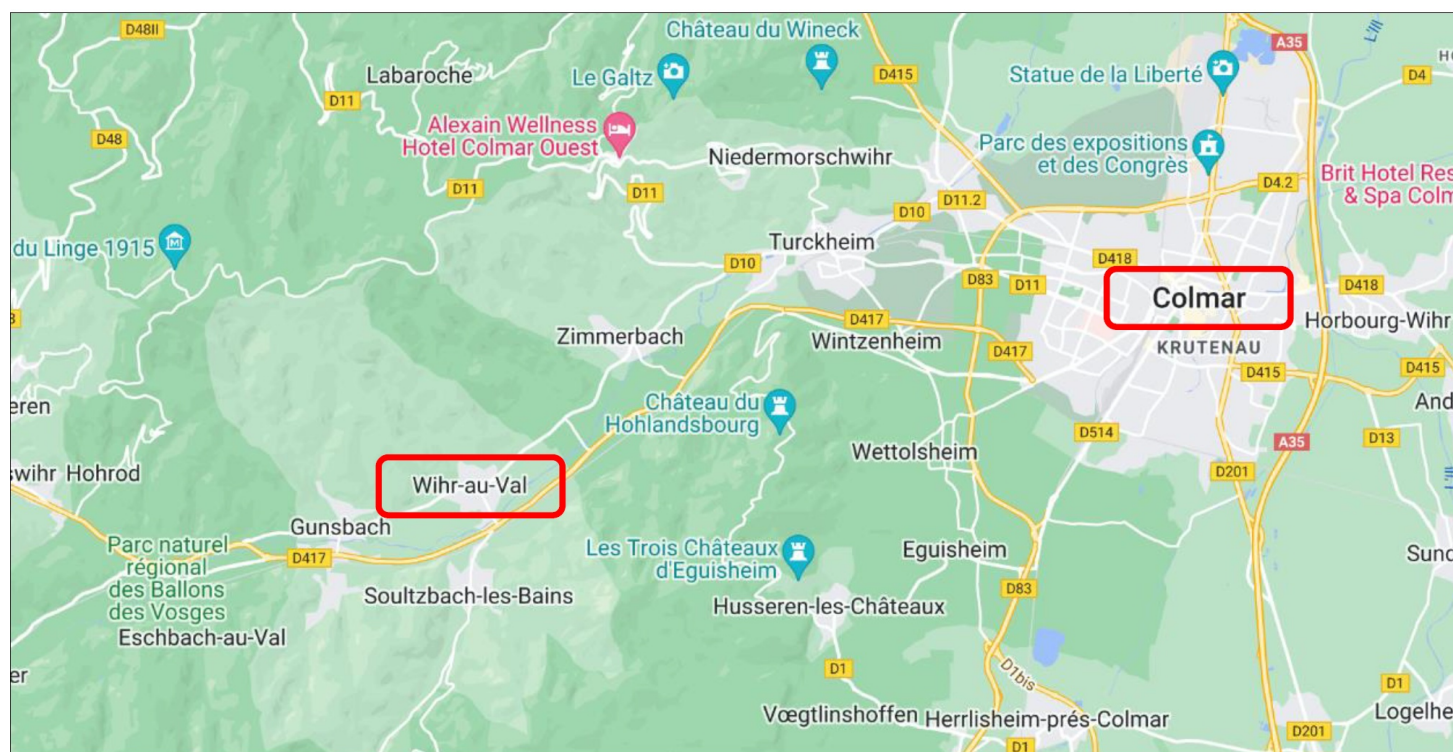 D48II
Château du Wineck
A35
L'Ill
Labaroche
Le Galtz
D415
Statue de la Liberté
D4
D11
Alexain Wellness
Hotel Colmar Ouest
D48
Parc des expositions
et des Congrès
Niedermorschwihr
Brit Hotel Res
& Spa Colm
D11
D11
D11.2
D4.2
D10
du Linge 1915
Turckheim
D10
D418
D83
D11
Colmar
D418
Zimmerbach
D417
Wintzenheim
Horbourg-Wihr
KRUTENAU
D417
D415
D415
Château du
Hohlandsbourg
eren
And
D514
A35
D13
Wettolsheim
swihr
Hohrod
Wihr-au-Val
D201
Gunsbach
D417
Parc naturel
régional
des Ballons
des Vosges
Les Trois Châteaux
d'Eguisheim
Eguisheim
Sund
Soultzbach-les-Bains
D83
Husseren-les-Châteaux
Eschbach-au-Val
er
D1
D1bis
D1
Vœgtlinshoffen
Herrlisheim-prés-Colmar
Logelhe
D201
D1